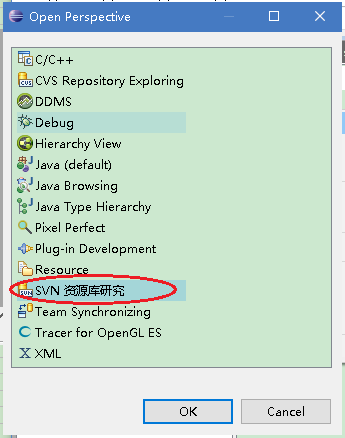 Open Perspective
C/C++
CVS Repository Exploring
DDMS
Debug
Hierarchy View
Java (default)
Java Browsing
Java Type Hierarchy
Pixel Perfect
Plug-in Development
Resource
SVN 资源库研究
Team Synchronizing
Tracer for OpenGL ES
XML
OK
Cancel